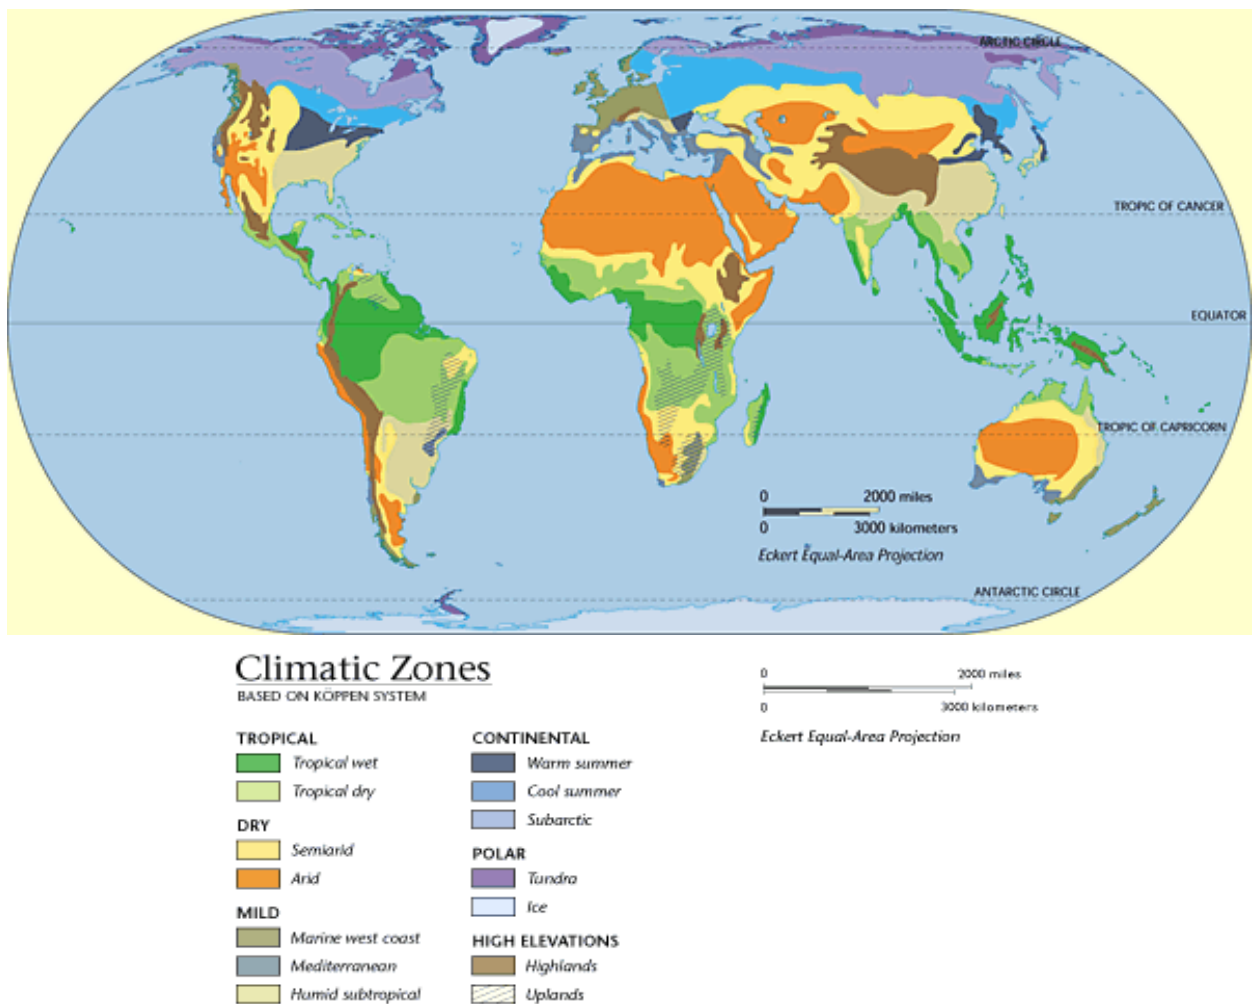 ARCTIC CIRCLE
TROPIC OF CANCER
EQUATOR
TROPIC OF CAPRICORN
0 2000 miles
0 3000 kilometers
Eckert Equal-Area Projection
ANTARCTIC CIRCLE
Climatic Zones
BASED ON KÖPPEN SYSTEM
0 2000 miles
0 3000 kilometers
Eckert Equal-Area Projection
TROPICAL
Tropical wet
Tropical dry
DRY
Semiarid
Arid
MILD
Marine west coast
Mediterranean
Humid subtropical
CONTINENTAL
Warm summer
Cool summer
Subarctic
POLAR
Tundra
Ice
HIGH ELEVATIONS
Highlands
Uplands